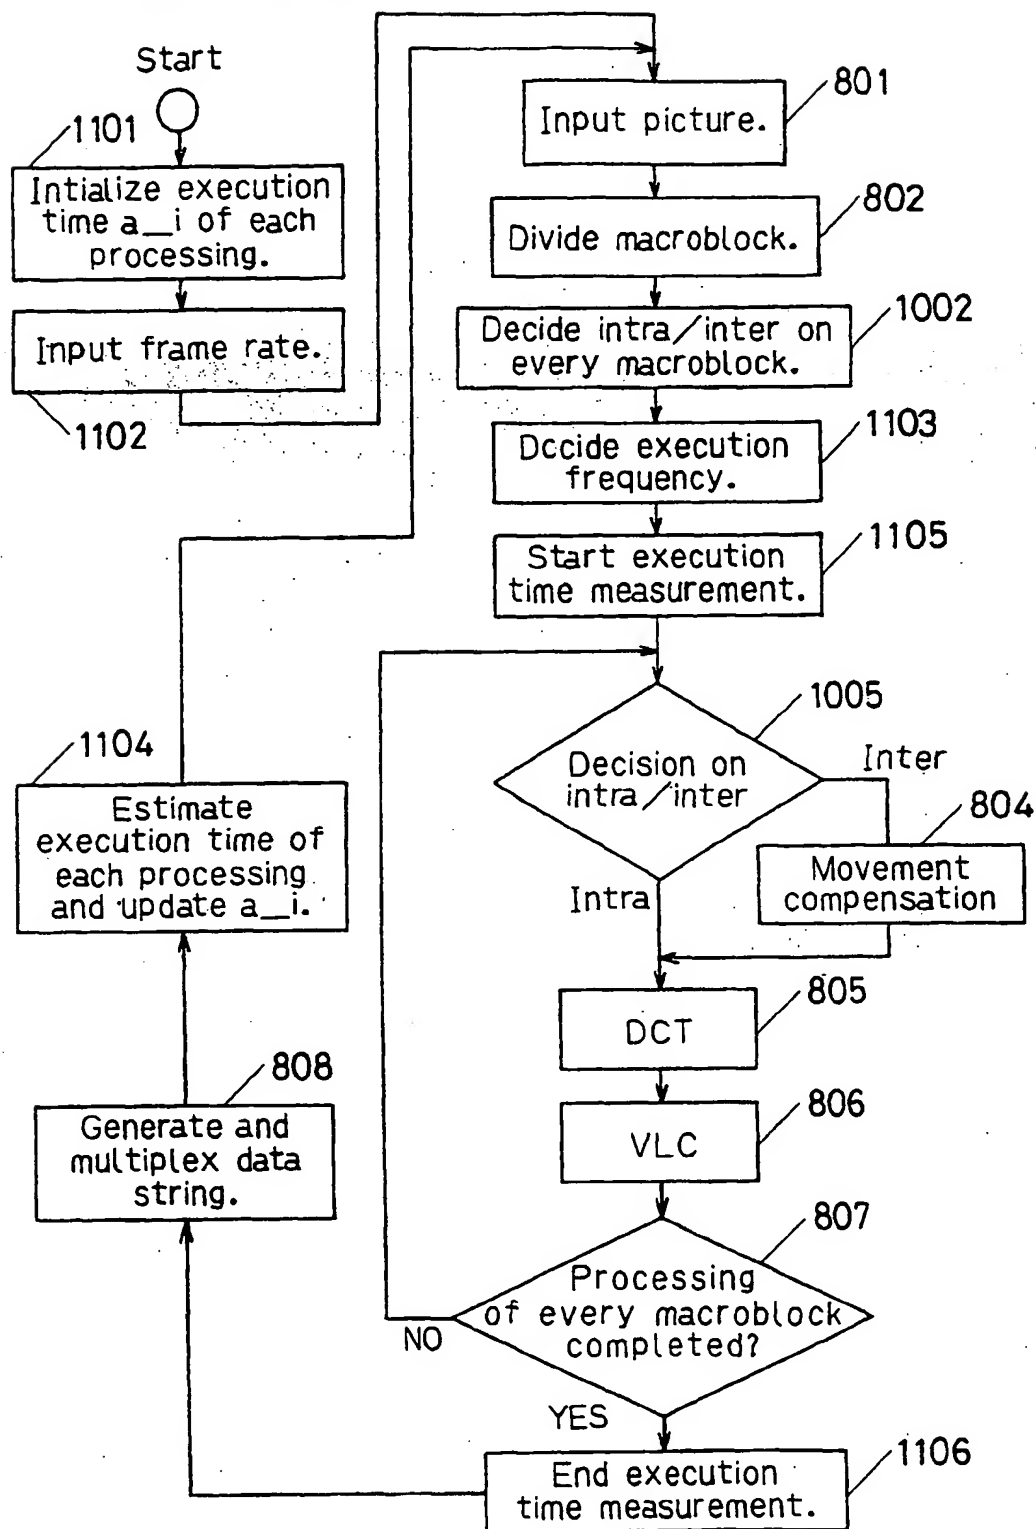 Start
1101
Intialize execution
time a__i of each
processing.
Input frame rate.
1102
801
Input picture.
802
Divide macroblock.
1002
Decide intra/inter on
every macroblock.
1103
Dccide execution
frequency.
1105
Start execution
time measurement.
1005
Decision on
intra/inter
Inter
804
Movement
compensation
Intra
805
DCT
806
VLC
807
Processing
of every macroblock
completed?
NO
YES
1106
End execution
time measurement.
808
Generate and
multiplex data
string.
1104
Estimate
execution time of
each processing
and update a__i.